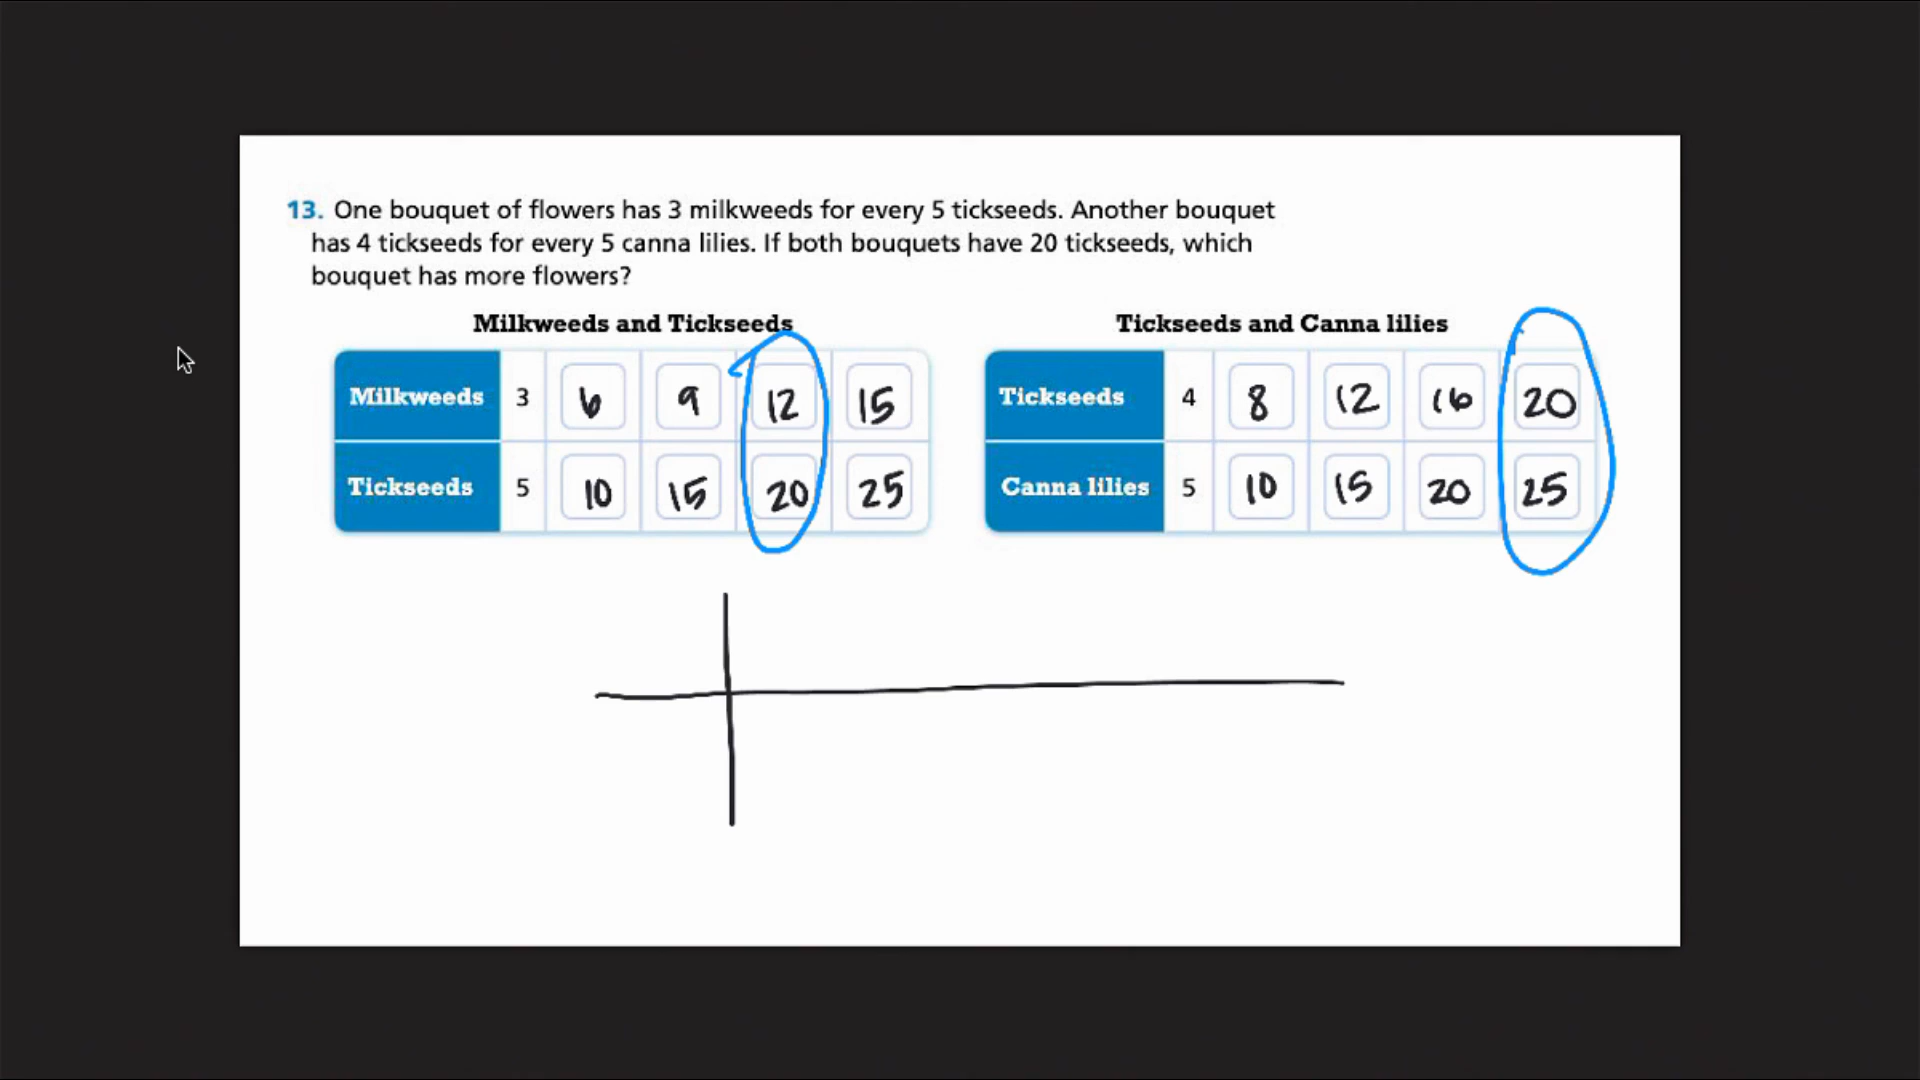 13. One bouquet of flowers has 3 milkweeds for every 5 tickseeds. Another bouquet
has 4 tickseeds for every 5 canna lilies. If both bouquets have 20 tickseeds, which
bouquet has more flowers?
Milkweeds and Tickseeds
Milkweeds 3 6 9 12 15
Tickseeds 5 10 15 20 25
Tickseeds and Canna lilies
Tickseeds 4 8 12 16 20
Canna lilies 5 10 15 20 25